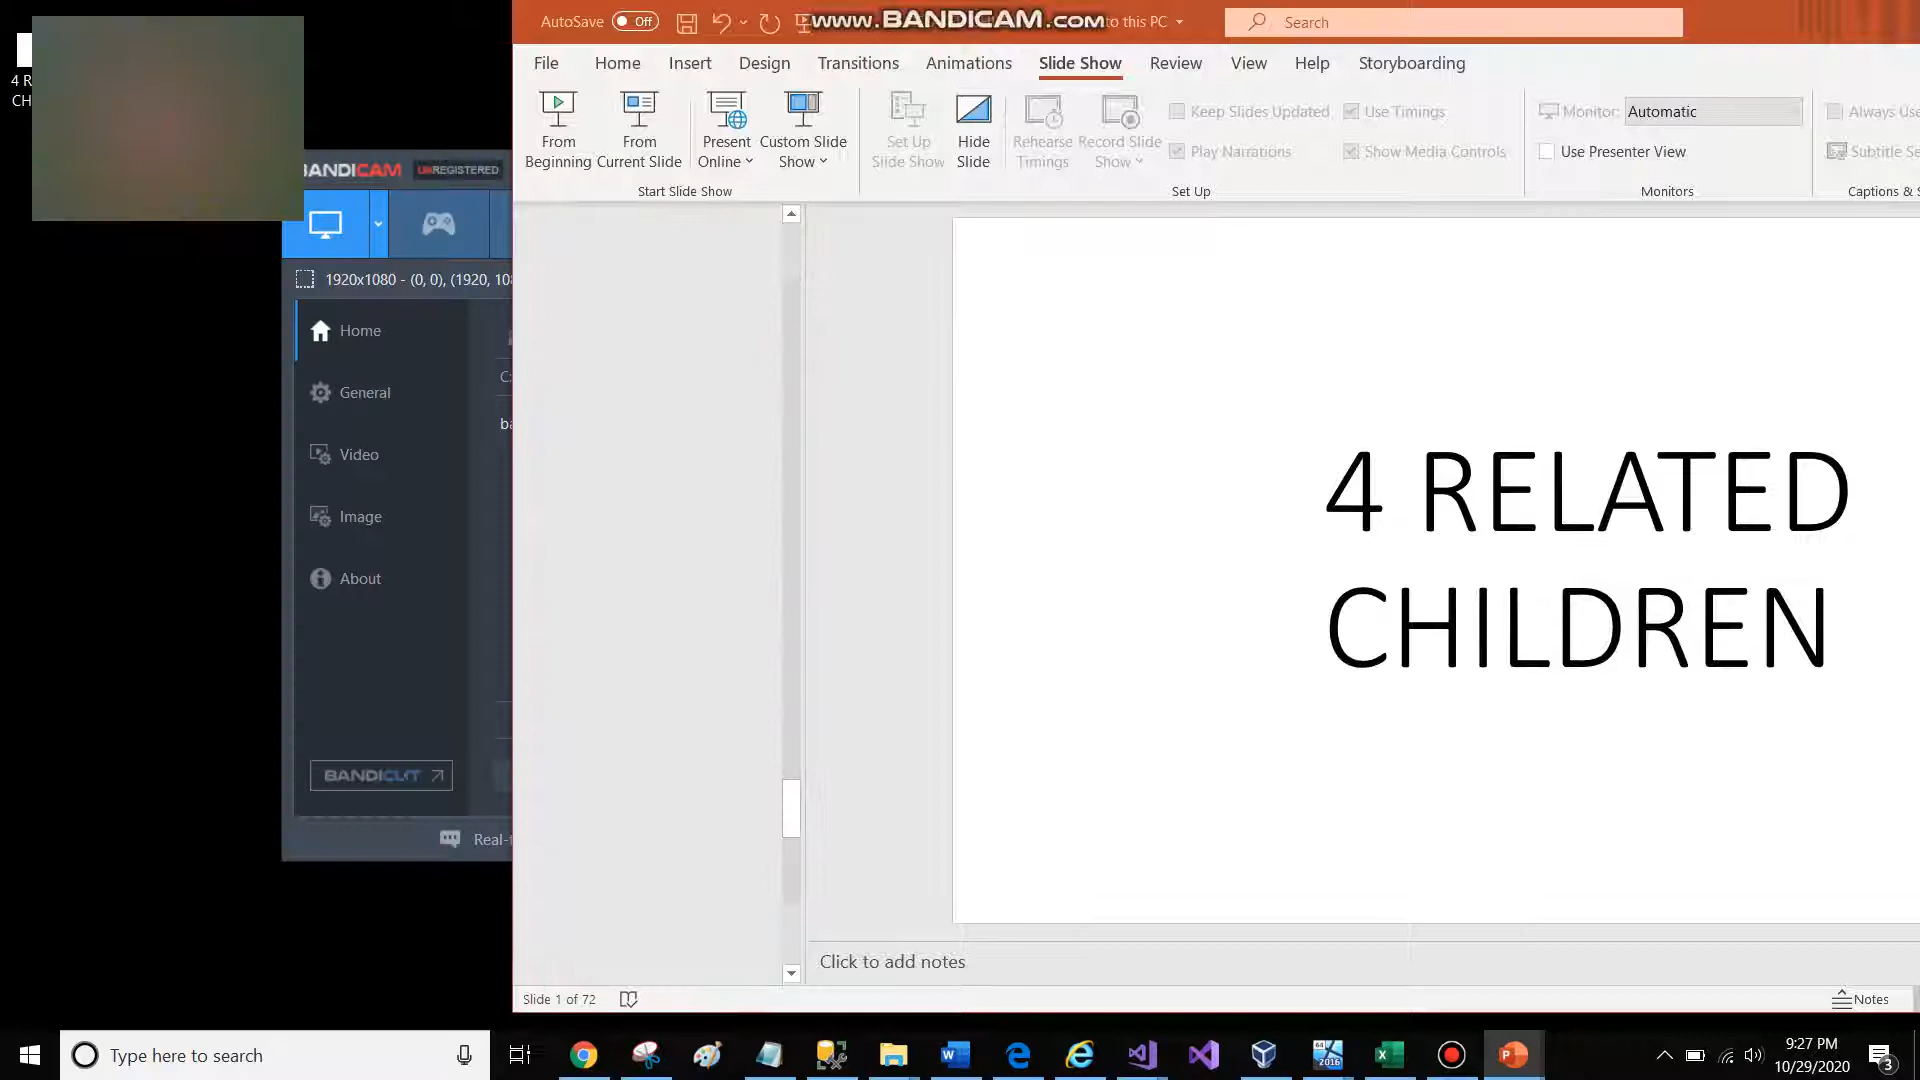 AutoSave Off
www.BANDICAM.com
to this PC
Search
File Home Insert Design Transitions Animations Slide Show Review View Help Storyboarding
From Beginning
From Current Slide
Present Online
Custom Slide Show
Start Slide Show
Set Up Slide Show
Hide Slide
Rehearse Timings
Record Slide Show
Keep Slides Updated
Play Narrations
Use Timings
Show Media Controls
Set Up
Monitor: Automatic
Use Presenter View
Monitors
Always Use
Subtitle Se
Captions & S
4 R
CH
BANDICAM UNREGISTERED
1920x1080 - (0, 0), (1920, 108
Home
General
Video
Image
About
C:
ba
BANDICUT
Real-t
4 RELATED
CHILDREN
Click to add notes
Slide 1 of 72
Notes
Type here to search
64
2016
9:27 PM
10/29/2020
3